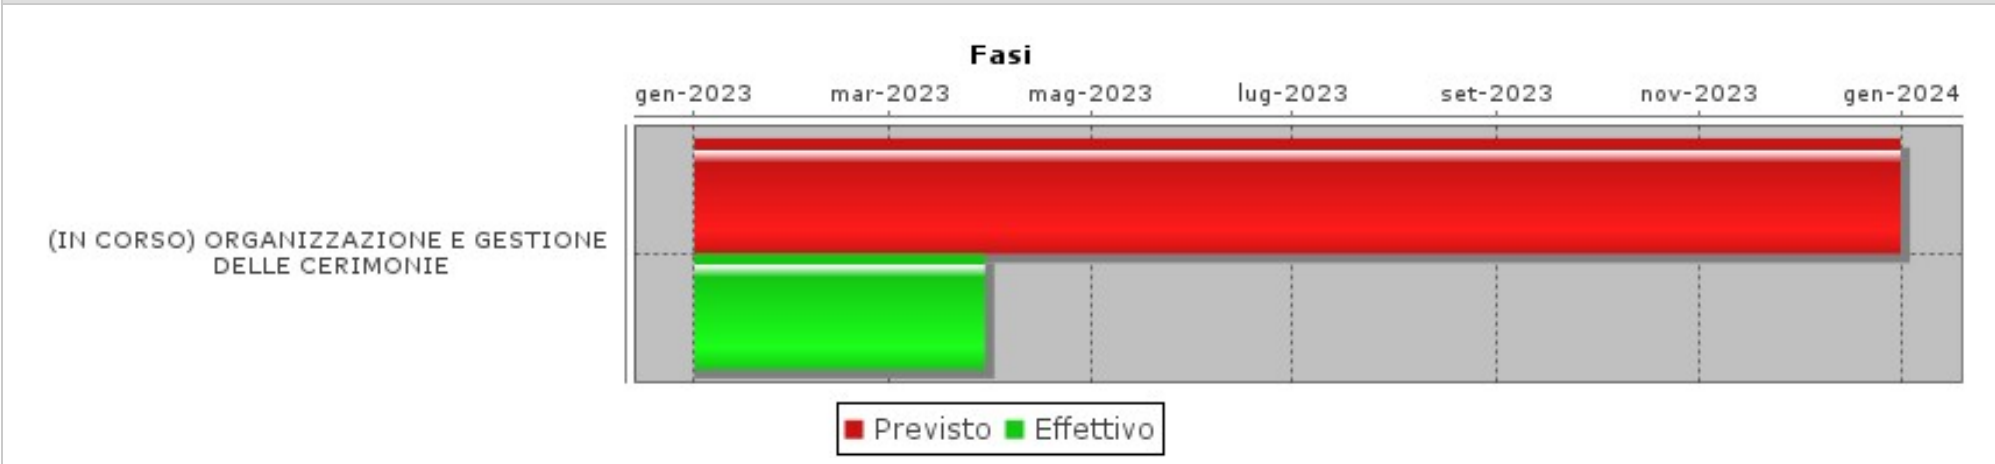 Fasi
gen-2023 mar-2023 mag-2023 lug-2023 set-2023 nov-2023 gen-2024
(IN CORSO) ORGANIZZAZIONE E GESTIONE
DELLE CERIMONIE
Previsto Effettivo